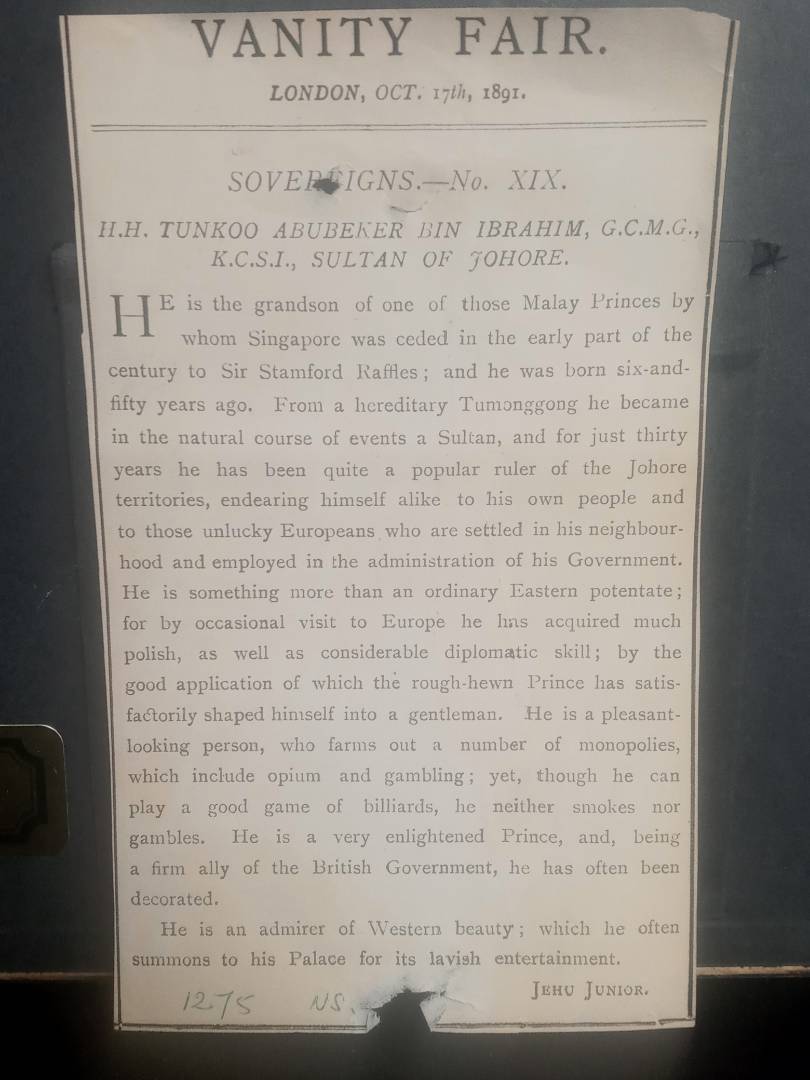 VANITY FAIR.
LONDON, OCT. 17th, 1891.
SOVEREIGNS.—No. XIX.
H.H. TUNKOO ABUBEKER BIN IBRAHIM, G.C.M.G.,
K.C.S.I., SULTAN OF JOHORE.
HE is the grandson of one of those Malay Princes by
whom Singapore was ceded in the early part of the
century to Sir Stamford Raffles; and he was born six-and-
fifty years ago. From a hereditary Tumonggong he became
in the natural course of events a Sultan, and for just thirty
years he has been quite a popular ruler of the Johore
territories, endearing himself alike to his own people and
to those unlucky Europeans who are settled in his neighbour-
hood and employed in the administration of his Government.
He is something more than an ordinary Eastern potentate;
for by occasional visit to Europe he has acquired much
polish, as well as considerable diplomatic skill; by the
good application of which the rough-hewn Prince has satis-
factorily shaped himself into a gentleman. He is a pleasant-
looking person, who farms out a number of monopolies,
which include opium and gambling; yet, though he can
play a good game of billiards, he neither smokes nor
gambles. He is a very enlightened Prince, and, being
a firm ally of the British Government, he has often been
decorated.
He is an admirer of Western beauty; which he often
summons to his Palace for its lavish entertainment.
JEHU JUNIOR.
1275 NS.